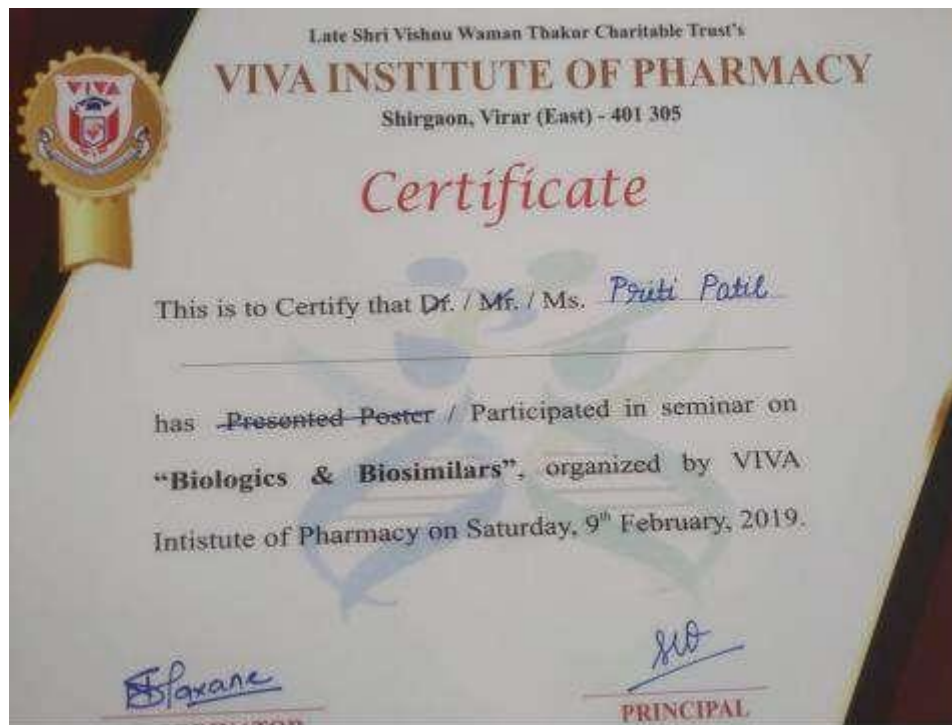 Late Shri Vishnu Waman Thakur Charitable Trust's
VIVA
VIVA INSTITUTE OF PHARMACY
Shirgaon, Virar (East) - 401 305
Certificate
This is to Certify that Dr. / Mr. / Ms. Priti Patil
has Presented Poster / Participated in seminar on
“Biologics & Biosimilars”, organized by VIVA
Intistute of Pharmacy on Saturday, 9th February, 2019.
PRINCIPAL